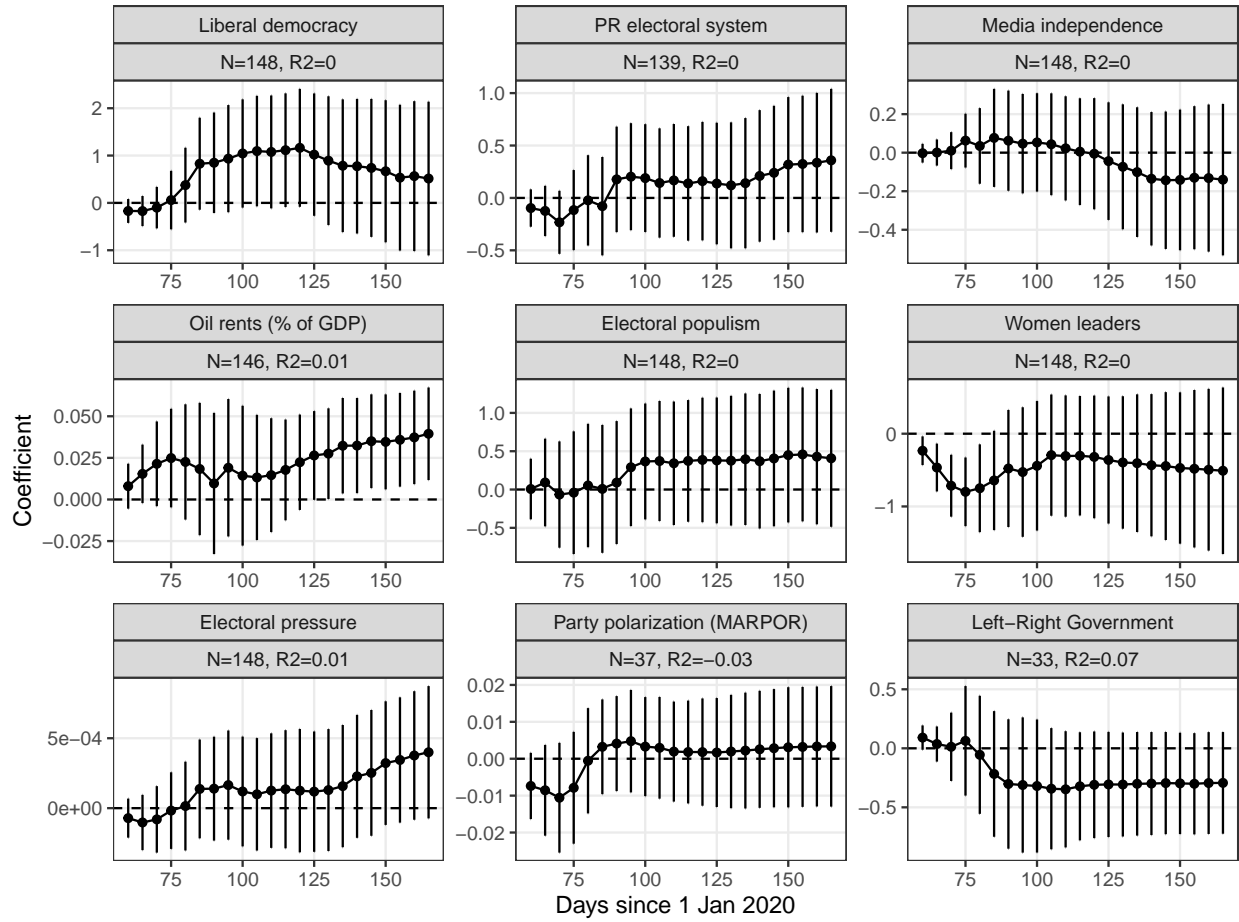 Liberal democracy
N=148, R2=0
2
1
0
−1
75 100 125 150
PR electoral system
N=139, R2=0
1.0
0.5
0.0
−0.5
75 100 125 150
Media independence
N=148, R2=0
0.2
0.0
−0.2
−0.4
75 100 125 150
Oil rents (% of GDP)
N=146, R2=0.01
0.050
0.025
0.000
−0.025
75 100 125 150
Electoral populism
N=148, R2=0
1.0
0.5
0.0
−0.5
75 100 125 150
Women leaders
N=148, R2=0
0
−1
75 100 125 150
Electoral pressure
N=148, R2=0.01
5e−04
0e+00
75 100 125 150
Party polarization (MARPOR)
N=37, R2=−0.03
0.02
0.01
0.00
−0.01
−0.02
75 100 125 150
Left−Right Government
N=33, R2=0.07
0.5
0.0
−0.5
75 100 125 150
Coefficient
Days since 1 Jan 2020